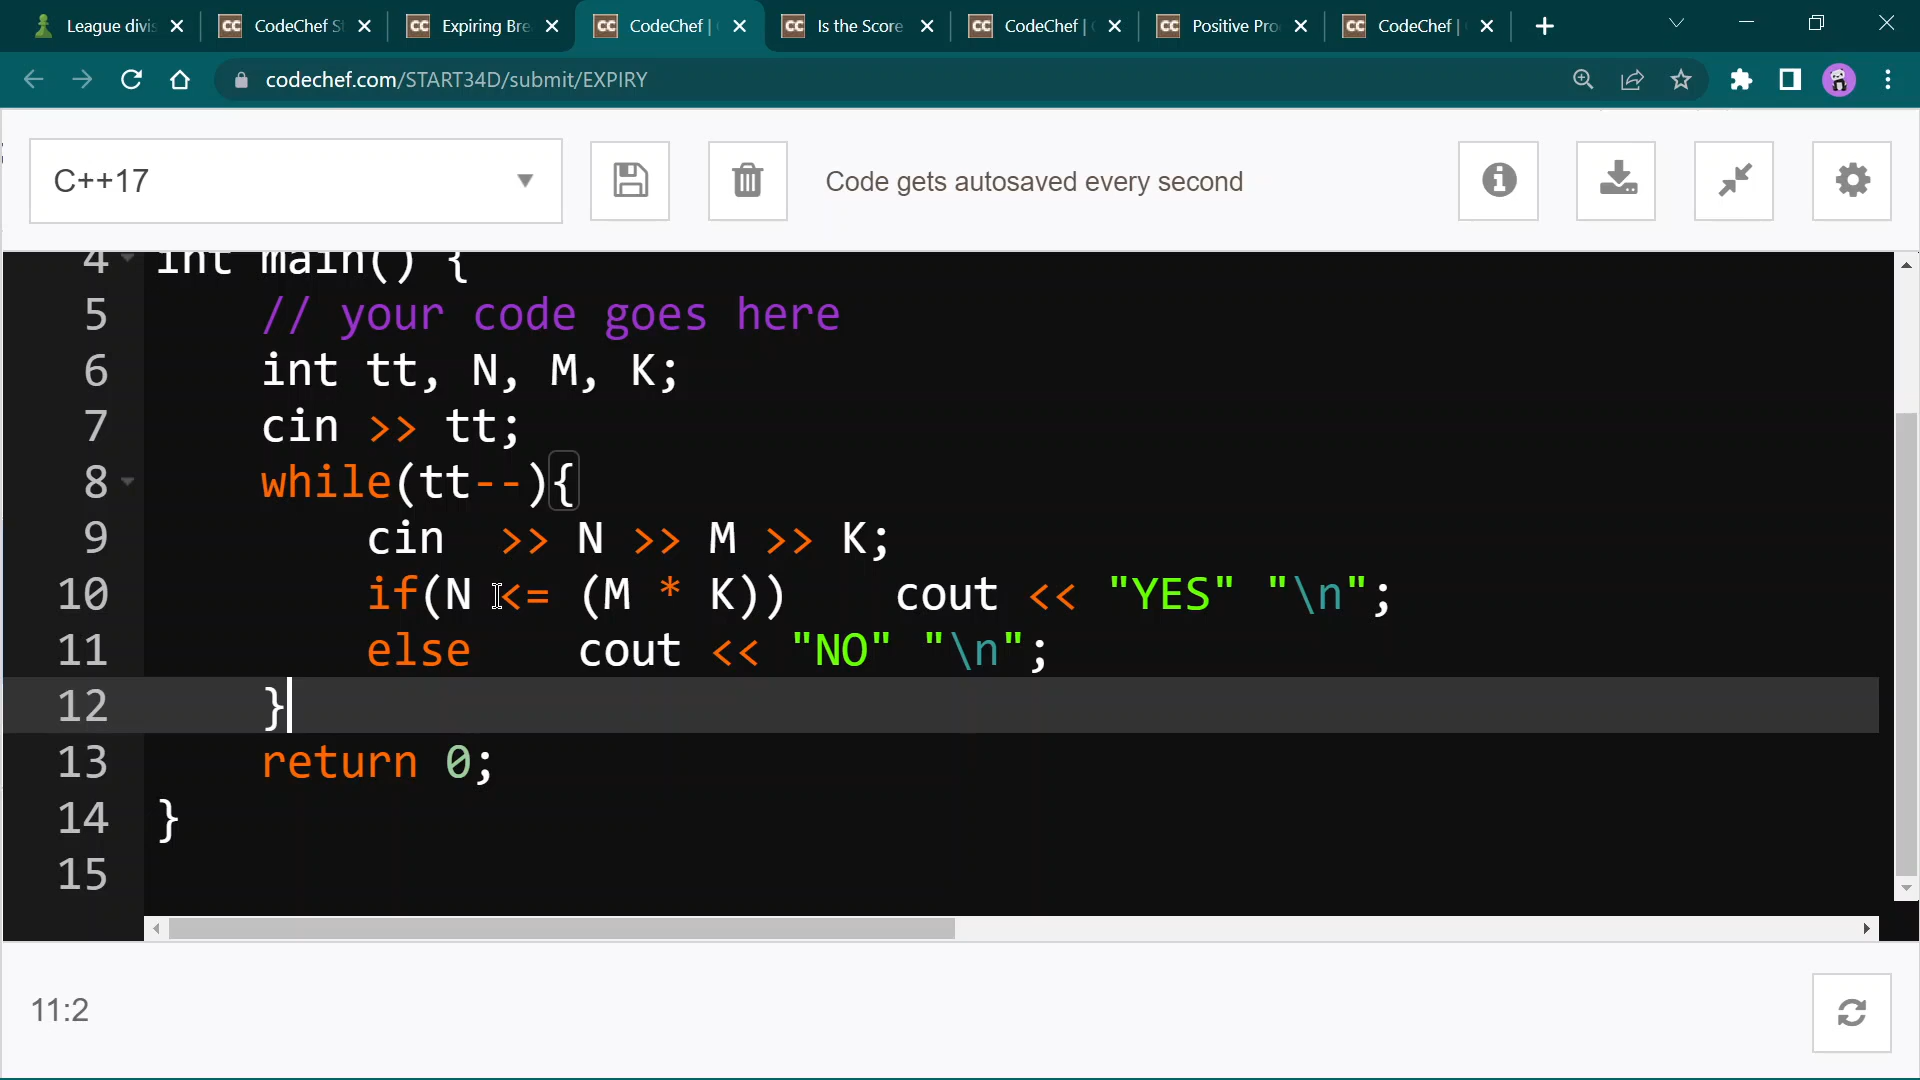 League divis
CodeChef S
Expiring Bre
CodeChef |
Is the Score
CodeChef |
Positive Pro
CodeChef |
codechef.com/START34D/submit/EXPIRY
C++17
Code gets autosaved every second
4 int main() {
5 // your code goes here
6 int tt, N, M, K;
7 cin >> tt;
8 while(tt--){
9 cin  >> N >> M >> K;
10 if(N <= (M * K))    cout << "YES" "\n";
11 else    cout << "NO" "\n";
12 }
13 return 0;
14 }
15
11:2